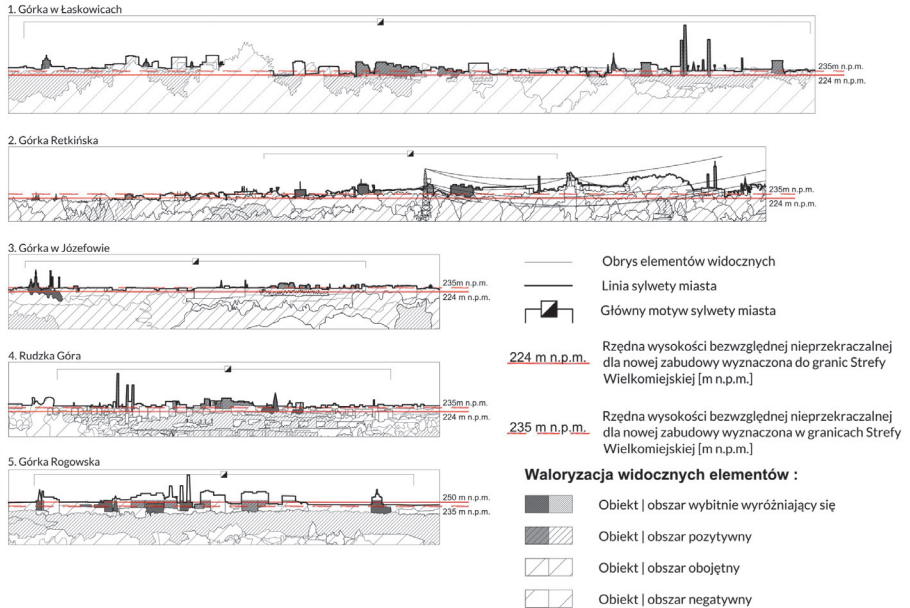 1. Górka w Łaskowicach
235m n.p.m.
224 m n.p.m.
2. Górka Retkińska
235m n.p.m.
224 m n.p.m.
3. Górka w Józefowie
235m n.p.m.
224 m n.p.m.
4. Rudzka Góra
235m n.p.m.
224 m n.p.m.
5. Górka Rogowska
250 m n.p.m.
235 m n.p.m.
Obrys elementów widocznych
Linia sylwety miasta
Główny motyw sylwety miasta
224 m n.p.m.
Rzędna wysokości bezwzględnej nieprzekraczalnej
dla nowej zabudowy wyznaczona do granic Strefy
Wielkomiejskiej [m n.p.m.]
235 m n.p.m.
Rzędna wysokości bezwzględnej nieprzekraczalnej
dla nowej zabudowy wyznaczona w granicach Strefy
Wielkomiejskiej [m n.p.m.]
Waloryzacja widocznych elementów :
Obiekt | obszar wybitnie wyróżniający się
Obiekt | obszar pozytywny
Obiekt | obszar obojętny
Obiekt | obszar negatywny